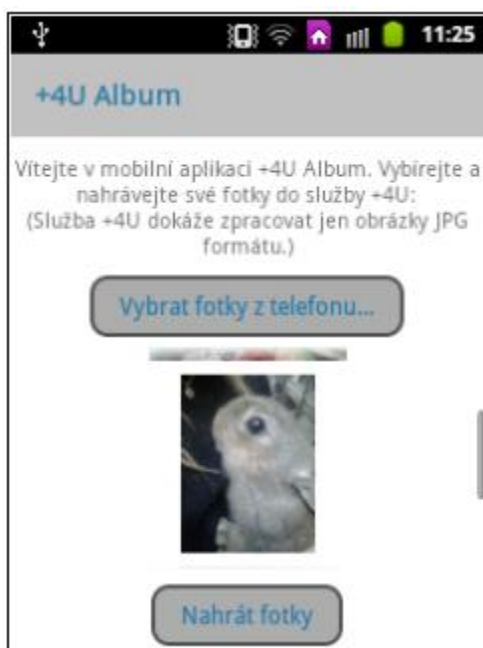 11:25
+4U Album
Vítejte v mobilní aplikaci +4U Album. Vybírejte a
nahrávejte své fotky do služby +4U:
(Služba +4U dokáže zpracovat jen obrázky JPG
formátu.)
Vybrat fotky z telefonu...
Nahrát fotky